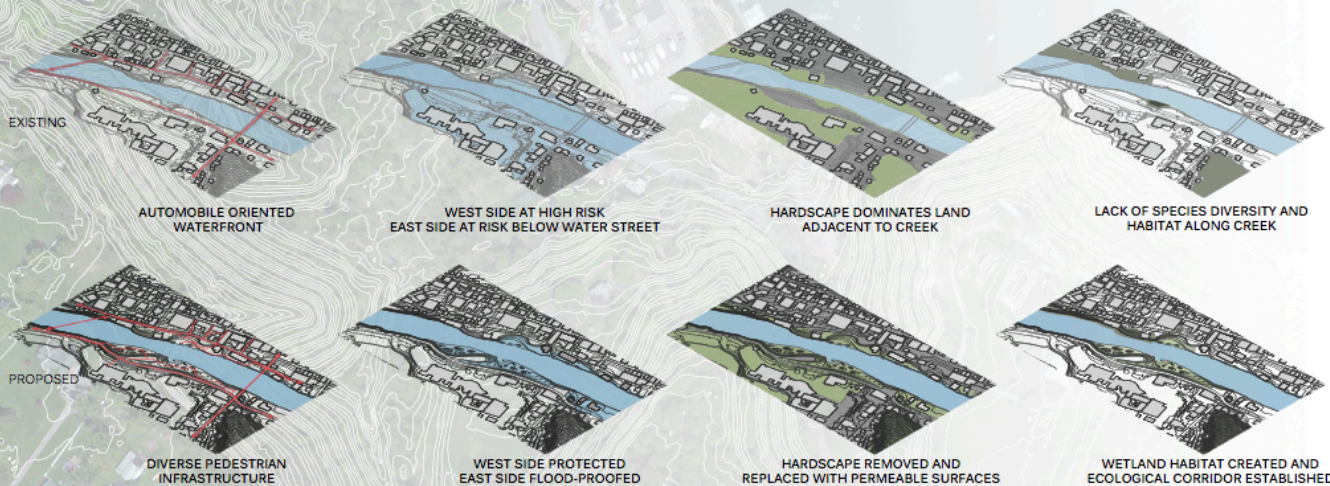 EXISTING
AUTOMOBILE ORIENTED
WATERFRONT
WEST SIDE AT HIGH RISK
EAST SIDE AT RISK BELOW WATER STREET
HARDSCAPE DOMINATES LAND
ADJACENT TO CREEK
LACK OF SPECIES DIVERSITY AND
HABITAT ALONG CREEK
PROPOSED
DIVERSE PEDESTRIAN
INFRASTRUCTURE
WEST SIDE PROTECTED
EAST SIDE FLOOD-PROOFED
HARDSCAPE REMOVED AND
REPLACED WITH PERMEABLE SURFACES
WETLAND HABITAT CREATED AND
ECOLOGICAL CORRIDOR ESTABLISHED